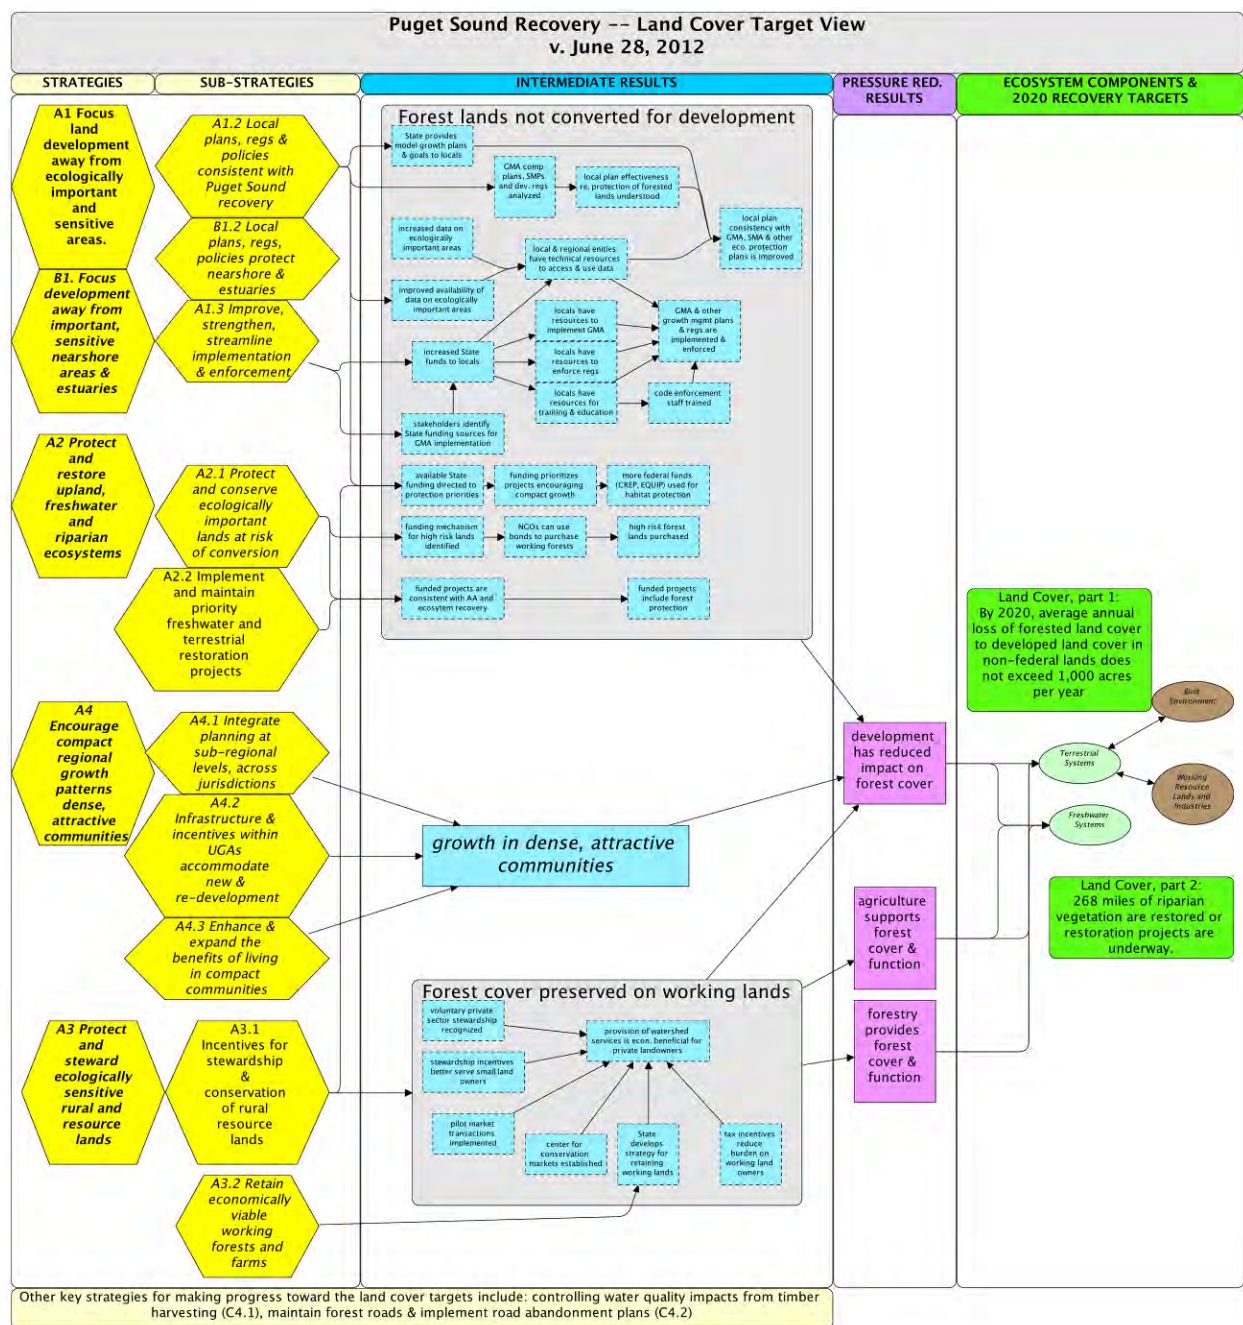 Puget Sound Recovery -- Land Cover Target View
v. June 28, 2012
STRATEGIES
SUB-STRATEGIES
INTERMEDIATE RESULTS
PRESSURE RED.
RESULTS
ECOSYSTEM COMPONENTS &
2020 RECOVERY TARGETS
A1 Focus
land
development
away from
ecologically
important
and
sensitive
areas.
B1. Focus
development
away from
important,
sensitive
nearshore
areas &
estuaries
A2 Protect
and
restore
upland,
freshwater
and
riparian
ecosystems
A4
Encourage
compact
regional
growth
patterns
dense,
attractive
communities
A3 Protect
and
steward
ecologically
sensitive
rural and
resource
lands
A1.2 Local
plans, regs &
policies
consistent with
Puget Sound
recovery
B1.2 Local
plans, regs,
policies protect
nearshore &
estuaries
A1.3 Improve,
strengthen,
streamline
implementation
& enforcement
A2.1 Protect
and conserve
ecologically
important
lands at risk
of conversion
A2.2 Implement
and maintain
priority
freshwater and
terrestrial
restoration
projects
A4.1 Integrate
planning at
sub-regional
levels, across
jurisdictions
A4.2
Infrastructure &
incentives within
UGAs
accommodate
new &
re-development
A4.3 Enhance &
expand the
benefits of living
in compact
communities
A3.1
Incentives for
stewardship
&
conservation
of rural
resource
lands
A3.2 Retain
economically
viable
working
forests and
farms
Forest lands not converted for development
State provides
model growth plans
& goals to locals
GMA comp
plans, SMPs
and dev. regs
analyzed
local plan effectiveness
re. protection of forested
lands understood
increased data on
ecologically
important areas
local & regional enities
have technical resources
to access & use data
local plan
consistency with
GMA, SMA & other
eco. protection
plans is improved
improved availability of
data on ecologically
important areas
locals have
resources to
implement GMA
GMA & other
growth mgmt plans
& regs are
implemented &
enforced
increased State
funds to locals
locals have
resources to
enforce regs
locals have
resources for
training & education
code enforcement
staff trained
stakeholders identify
State funding sources for
GMA implementation
available State
funding directed to
protection priorities
funding prioritizes
projects encouraging
compact growth
more federal funds
(CREP, EQUIP) used for
habitat protection
funding mechanism
for high risk lands
identified
NGOs can use
bonds to purchase
working forests
high risk forest
lands purchased
funded projects are
consistent with AA and
ecosytem recovery
funded projects
include forest
protection
growth in dense, attractive
communities
Forest cover preserved on working lands
voluntary private
sector stewardship
recognized
provision of watershed
services is econ. beneficial for
private landowners
stewardship incentives
better serve small land
owners
pilot market
transactions
implemented
center for
conservation
markets established
State
develops
strategy for
retaining
working lands
tax incentives
reduce
burden on
working land
owners
development
has reduced
impact on
forest cover
agriculture
supports
forest
cover &
function
forestry
provides
forest
cover &
function
Land Cover, part 1:
By 2020, average annual
loss of forested land cover
to developed land cover in
non-federal lands does
not exceed 1,000 acres
per year
Built
Environment
Terrestrial
Systems
Working
Resource
Lands and
Industries
Freshwater
Systems
Land Cover, part 2:
268 miles of riparian
vegetation are restored or
restoration projects are
underway.
Other key strategies for making progress toward the land cover targets include: controlling water quality impacts from timber
harvesting (C4.1), maintain forest roads & implement road abandonment plans (C4.2)